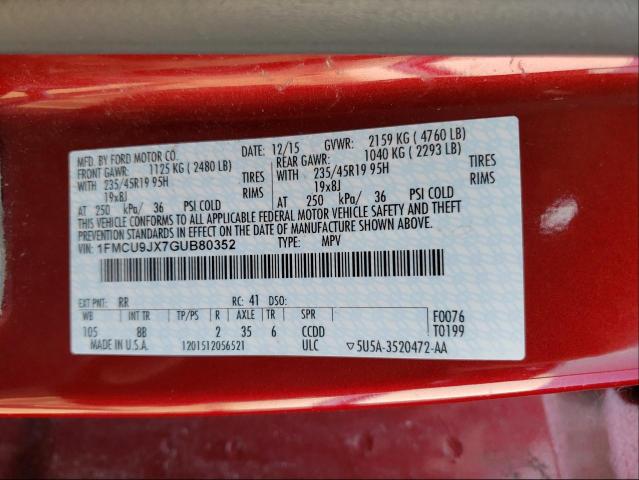 MFD. BY FORD MOTOR CO. DATE: 12/15 GVWR: 2159 KG (4760 LB)
FRONT GAWR: 1125 KG (2480 LB) REAR GAWR: 1040 KG (2293 LB)
WITH 235/45R19 95H TIRES WITH 235/45R19 95H TIRES
19x8J RIMS 19x8J RIMS
AT 250 kPa/ 36 PSI COLD AT 250 kPa/ 36 PSI COLD
THIS VEHICLE CONFORMS TO ALL APPLICABLE FEDERAL MOTOR VEHICLE SAFETY AND THEFT
PREVENTION STANDARDS IN EFFECT ON THE DATE OF MANUFACTURE SHOWN ABOVE.
VIN: 1FMCU9JX7GUB80352 TYPE: MPV
EXT PNT: RR RC: 41 DSO:
WB INT TR TP/PS R AXLE TR SPR F0076
105 8B 2 35 6 CCDD T0199
MADE IN U.S.A. 1201512056521 ULC ▽5U5A-3520472-AA